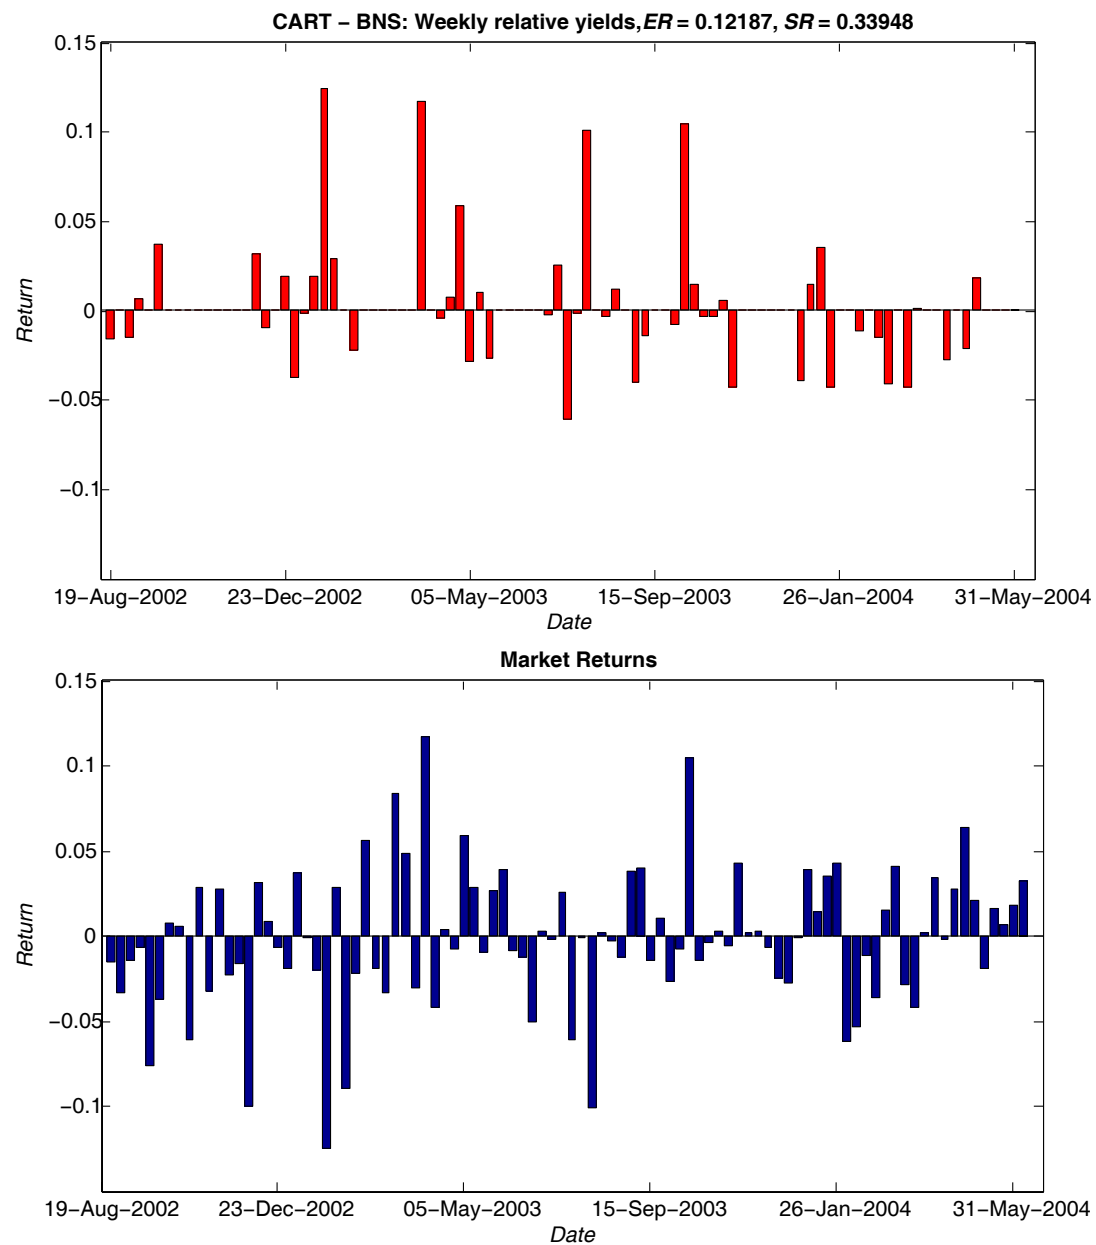 CART – BNS: Weekly relative yields,ER = 0.12187, SR = 0.33948
0.15
0.1
0.05
0
−0.05
−0.1
Return
19−Aug−2002 23−Dec−2002 05−May−2003 15−Sep−2003 26−Jan−2004 31−May−2004
Date
Market Returns
0.15
0.1
0.05
0
−0.05
−0.1
Return
19−Aug−2002 23−Dec−2002 05−May−2003 15−Sep−2003 26−Jan−2004 31−May−2004
Date